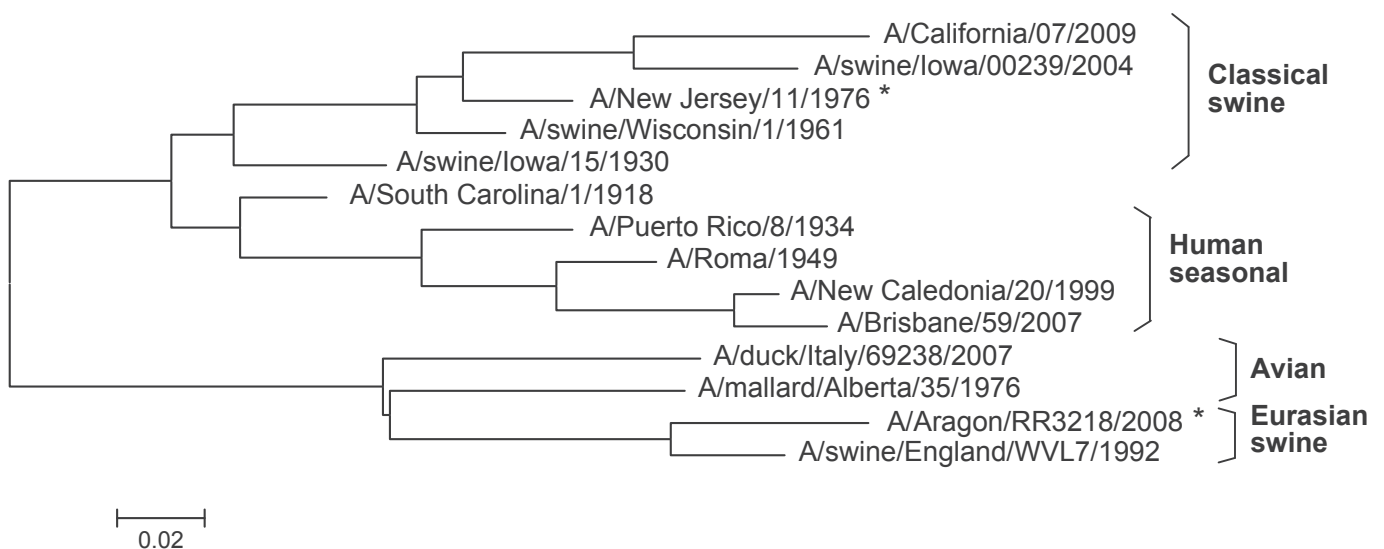 A/California/07/2009
A/swine/Iowa/00239/2004
Classical
swine
A/New Jersey/11/1976 *
A/swine/Wisconsin/1/1961
A/swine/Iowa/15/1930
A/South Carolina/1/1918
A/Puerto Rico/8/1934
Human
seasonal
A/Roma/1949
A/New Caledonia/20/1999
A/Brisbane/59/2007
A/duck/Italy/69238/2007
Avian
A/mallard/Alberta/35/1976
A/Aragon/RR3218/2008 *
Eurasian
swine
A/swine/England/WVL7/1992
0.02